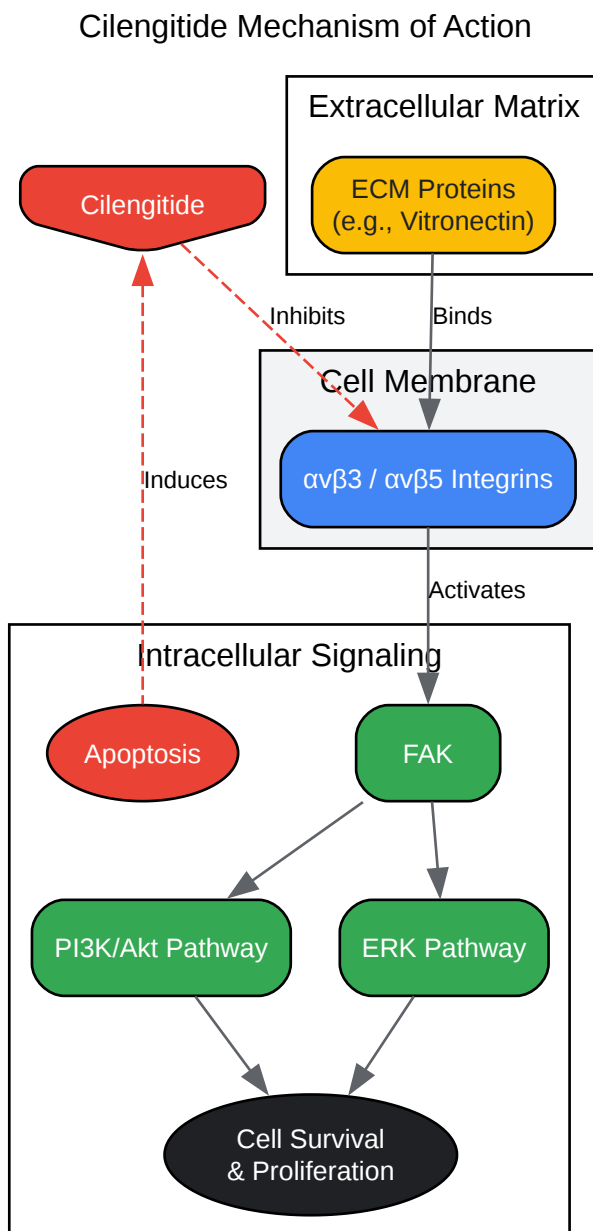 Cilengitide Mechanism of Action
Extracellular Matrix
ECM Proteins
(e.g., Vitronectin)
Cilengitide
Inhibits
Binds
Cell Membrane
αvβ3 / αvβ5 Integrins
Induces
Activates
Intracellular Signaling
Apoptosis
FAK
PI3K/Akt Pathway
ERK Pathway
Cell Survival
& Proliferation